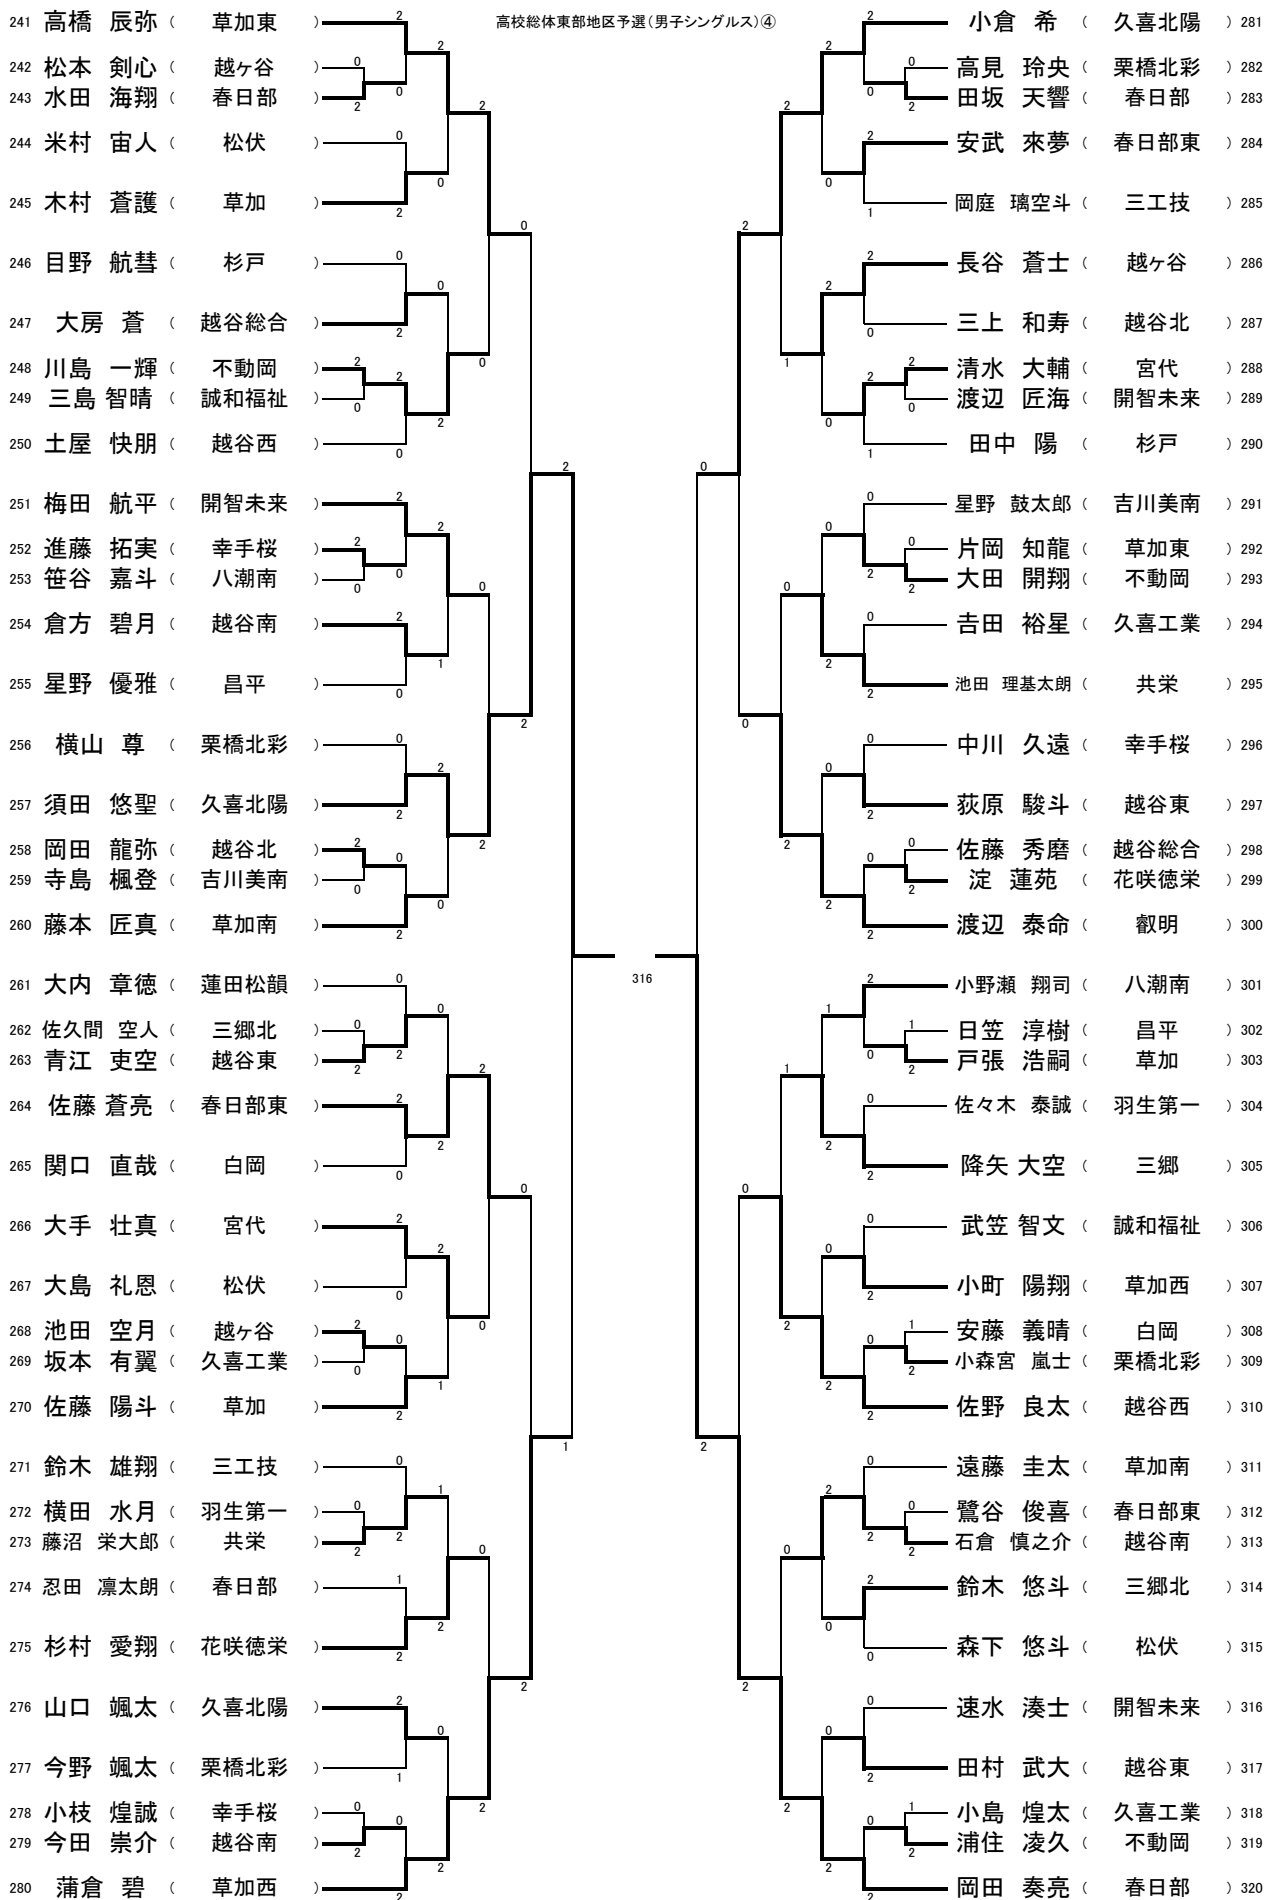 高校総体東部地区予選（男子シングルス）④
241 高橋 辰弥 （ 草加東 ）
242 松本 剣心 （ 越ヶ谷 ）
243 水田 海翔 （ 春日部 ）
244 米村 宙人 （ 松伏 ）
245 木村 蒼護 （ 草加 ）
246 目野 航彗 （ 杉戸 ）
247 大房 蒼 （ 越谷総合 ）
248 川島 一輝 （ 不動岡 ）
249 三島 智晴 （ 誠和福祉 ）
250 土屋 快朋 （ 越谷西 ）
251 梅田 航平 （ 開智未来 ）
252 進藤 拓実 （ 幸手桜 ）
253 笹谷 嘉斗 （ 八潮南 ）
254 倉方 碧月 （ 越谷南 ）
255 星野 優雅 （ 昌平 ）
256 横山 尊 （ 栗橋北彩 ）
257 須田 悠聖 （ 久喜北陽 ）
258 岡田 龍弥 （ 越谷北 ）
259 寺島 楓登 （ 吉川美南 ）
260 藤本 匠真 （ 草加南 ）
261 大内 章徳 （ 蓮田松韻 ）
262 佐久間 空人 （ 三郷北 ）
263 青江 吏空 （ 越谷東 ）
264 佐藤 蒼亮 （ 春日部東 ）
265 関口 直哉 （ 白岡 ）
266 大手 壮真 （ 宮代 ）
267 大島 礼恩 （ 松伏 ）
268 池田 空月 （ 越ヶ谷 ）
269 坂本 有翼 （ 久喜工業 ）
270 佐藤 陽斗 （ 草加 ）
271 鈴木 雄翔 （ 三工技 ）
272 横田 水月 （ 羽生第一 ）
273 藤沼 栄大郎 （ 共栄 ）
274 忍田 凛太朗 （ 春日部 ）
275 杉村 愛翔 （ 花咲徳栄 ）
276 山口 颯太 （ 久喜北陽 ）
277 今野 颯太 （ 栗橋北彩 ）
278 小枝 煌誠 （ 幸手桜 ）
279 今田 崇介 （ 越谷南 ）
280 蒲倉 碧 （ 草加西 ）
316
小倉 希 （ 久喜北陽 ） 281
高見 玲央 （ 栗橋北彩 ） 282
田坂 天響 （ 春日部 ） 283
安武 來夢 （ 春日部東 ） 284
岡庭 璃空斗 （ 三工技 ） 285
長谷 蒼士 （ 越ヶ谷 ） 286
三上 和寿 （ 越谷北 ） 287
清水 大輔 （ 宮代 ） 288
渡辺 匠海 （ 開智未来 ） 289
田中 陽 （ 杉戸 ） 290
星野 鼓太郎 （ 吉川美南 ） 291
片岡 知龍 （ 草加東 ） 292
大田 開翔 （ 不動岡 ） 293
𠮷田 裕星 （ 久喜工業 ） 294
池田 理基太朗 （ 共栄 ） 295
中川 久遠 （ 幸手桜 ） 296
荻原 駿斗 （ 越谷東 ） 297
佐藤 秀磨 （ 越谷総合 ） 298
淀 蓮苑 （ 花咲徳栄 ） 299
渡辺 泰命 （ 叡明 ） 300
小野瀬 翔司 （ 八潮南 ） 301
日笠 淳樹 （ 昌平 ） 302
戸張 浩嗣 （ 草加 ） 303
佐々木 泰誠 （ 羽生第一 ） 304
降矢 大空 （ 三郷 ） 305
武笠 智文 （ 誠和福祉 ） 306
小町 陽翔 （ 草加西 ） 307
安藤 義晴 （ 白岡 ） 308
小森宮 嵐士 （ 栗橋北彩 ） 309
佐野 良太 （ 越谷西 ） 310
遠藤 圭太 （ 草加南 ） 311
鷺谷 俊喜 （ 春日部東 ） 312
石倉 慎之介 （ 越谷南 ） 313
鈴木 悠斗 （ 三郷北 ） 314
森下 悠斗 （ 松伏 ） 315
速水 湊士 （ 開智未来 ） 316
田村 武大 （ 越谷東 ） 317
小島 煌太 （ 久喜工業 ） 318
浦住 凌久 （ 不動岡 ） 319
岡田 奏亮 （ 春日部 ） 320